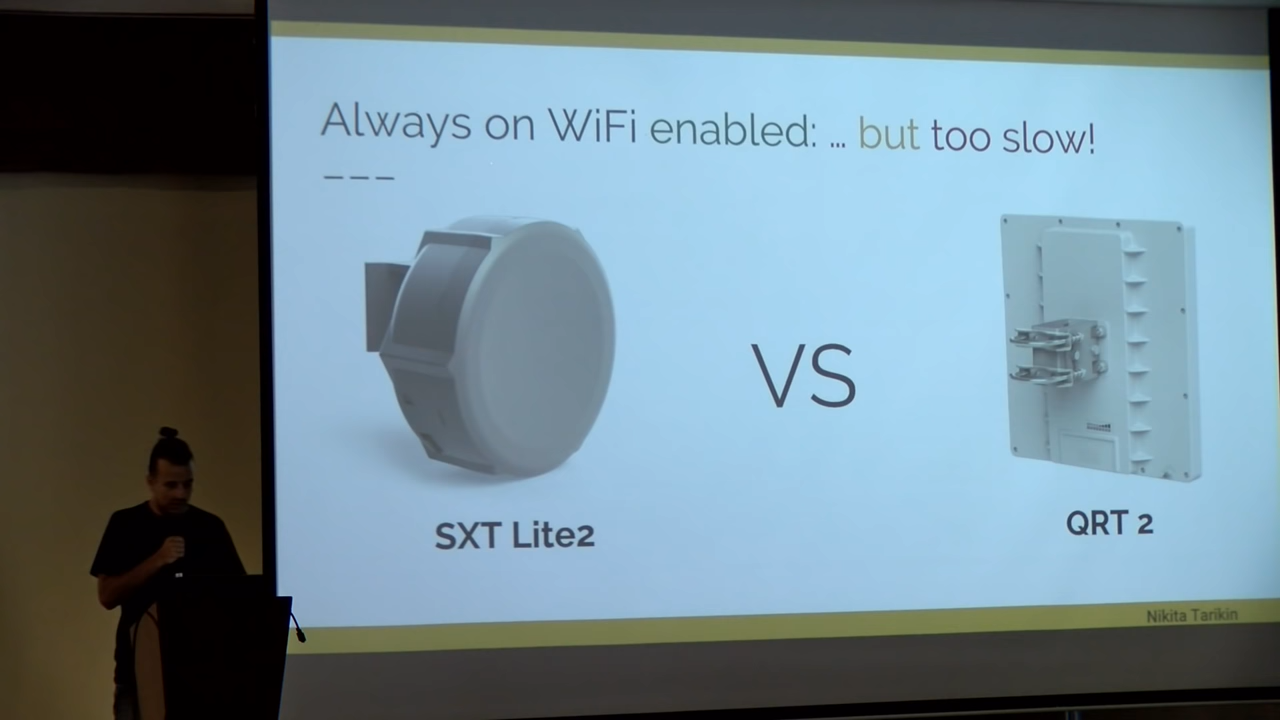 Always on WiFi enabled: ... but too slow!
---
VS
SXT Lite2
QRT 2
Nikita Tarikin